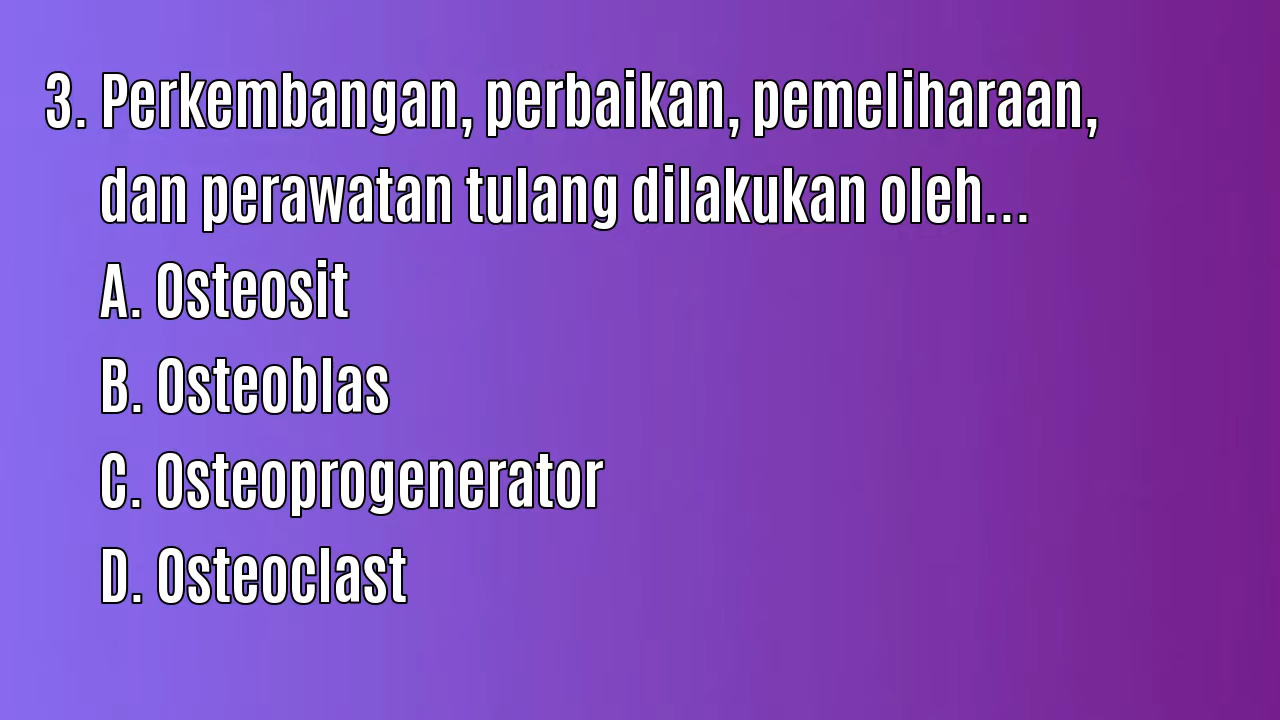 3. Perkembangan, perbaikan, pemeliharaan,
dan perawatan tulang dilakukan oleh...
A. Osteosit
B. Osteoblas
C. Osteoprogenerator
D. Osteoclast